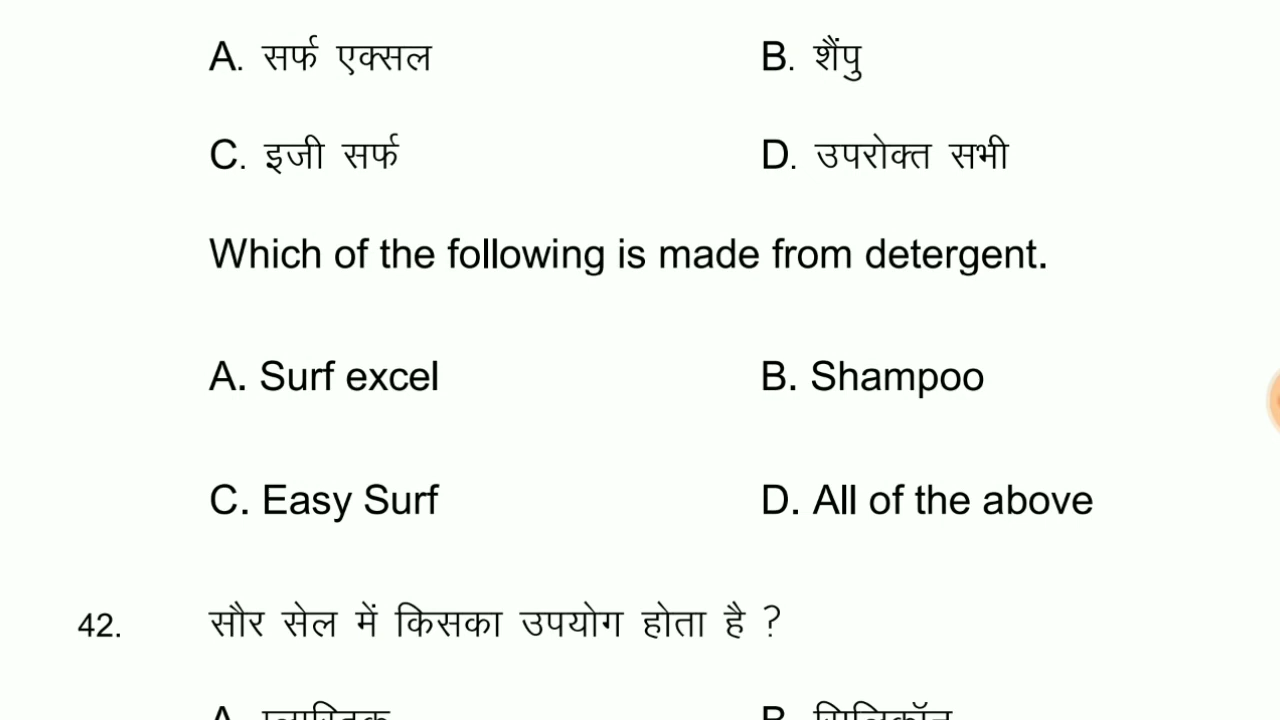 A. सर्फ एक्सल B. शैंपु
C. इजी सर्फ D. उपरोक्त सभी
Which of the following is made from detergent.
A. Surf excel B. Shampoo
C. Easy Surf D. All of the above
42. सौर सेल में किसका उपयोग होता है ?
A. प्लास्टिक B. सिलिकॉन